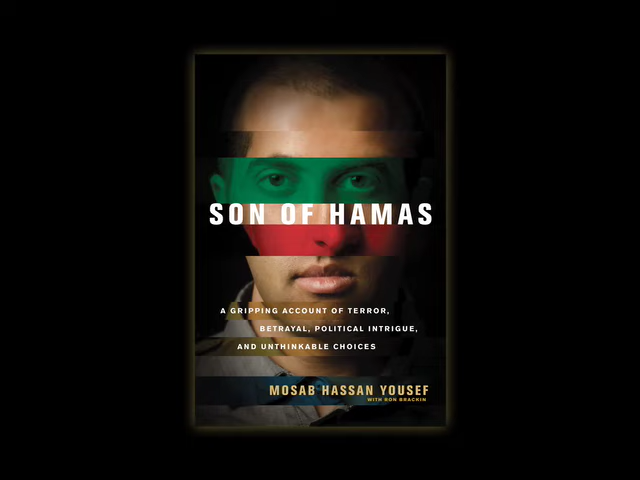 SON OF HAMAS
A GRIPPING ACCOUNT OF TERROR,
BETRAYAL, POLITICAL INTRIGUE,
AND UNTHINKABLE CHOICES
MOSAB HASSAN YOUSEF
WITH RON BRACKIN